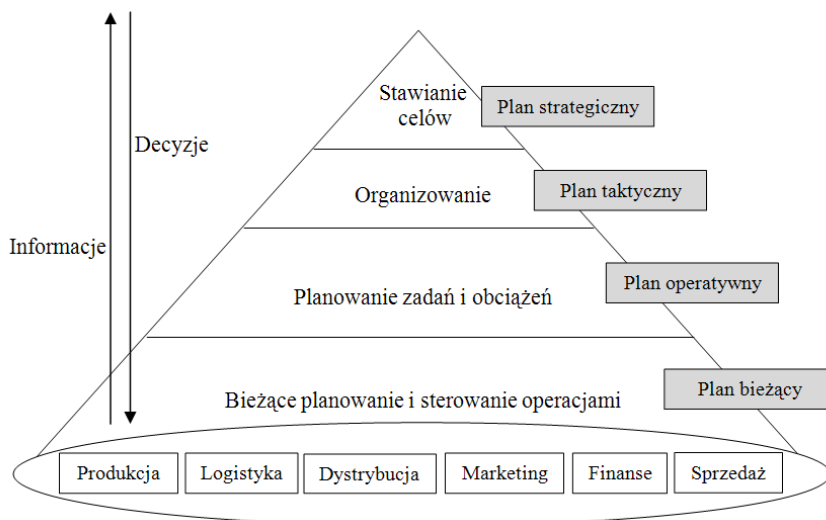 Stawianie
celów
Plan strategiczny
Decyzje
Organizowanie
Plan taktyczny
Informacje
Planowanie zadań i obciążeń
Plan operatywny
Bieżące planowanie i sterowanie operacjami
Plan bieżący
Produkcja
Logistyka
Dystrybucja
Marketing
Finanse
Sprzedaż